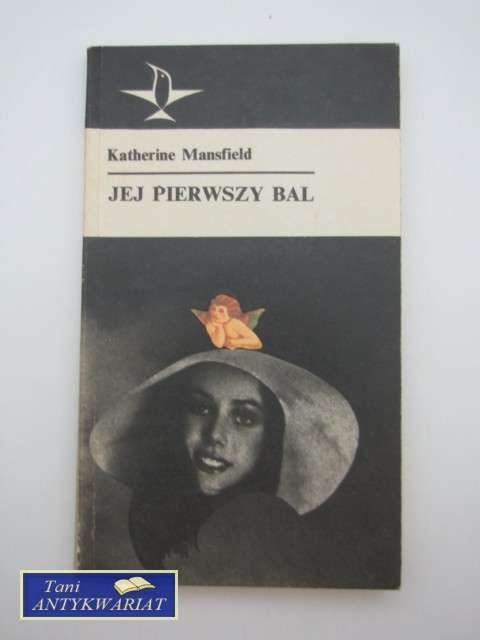 Katherine Mansfield
JEJ PIERWSZY BAL
Tani
ANTYKWARIAT